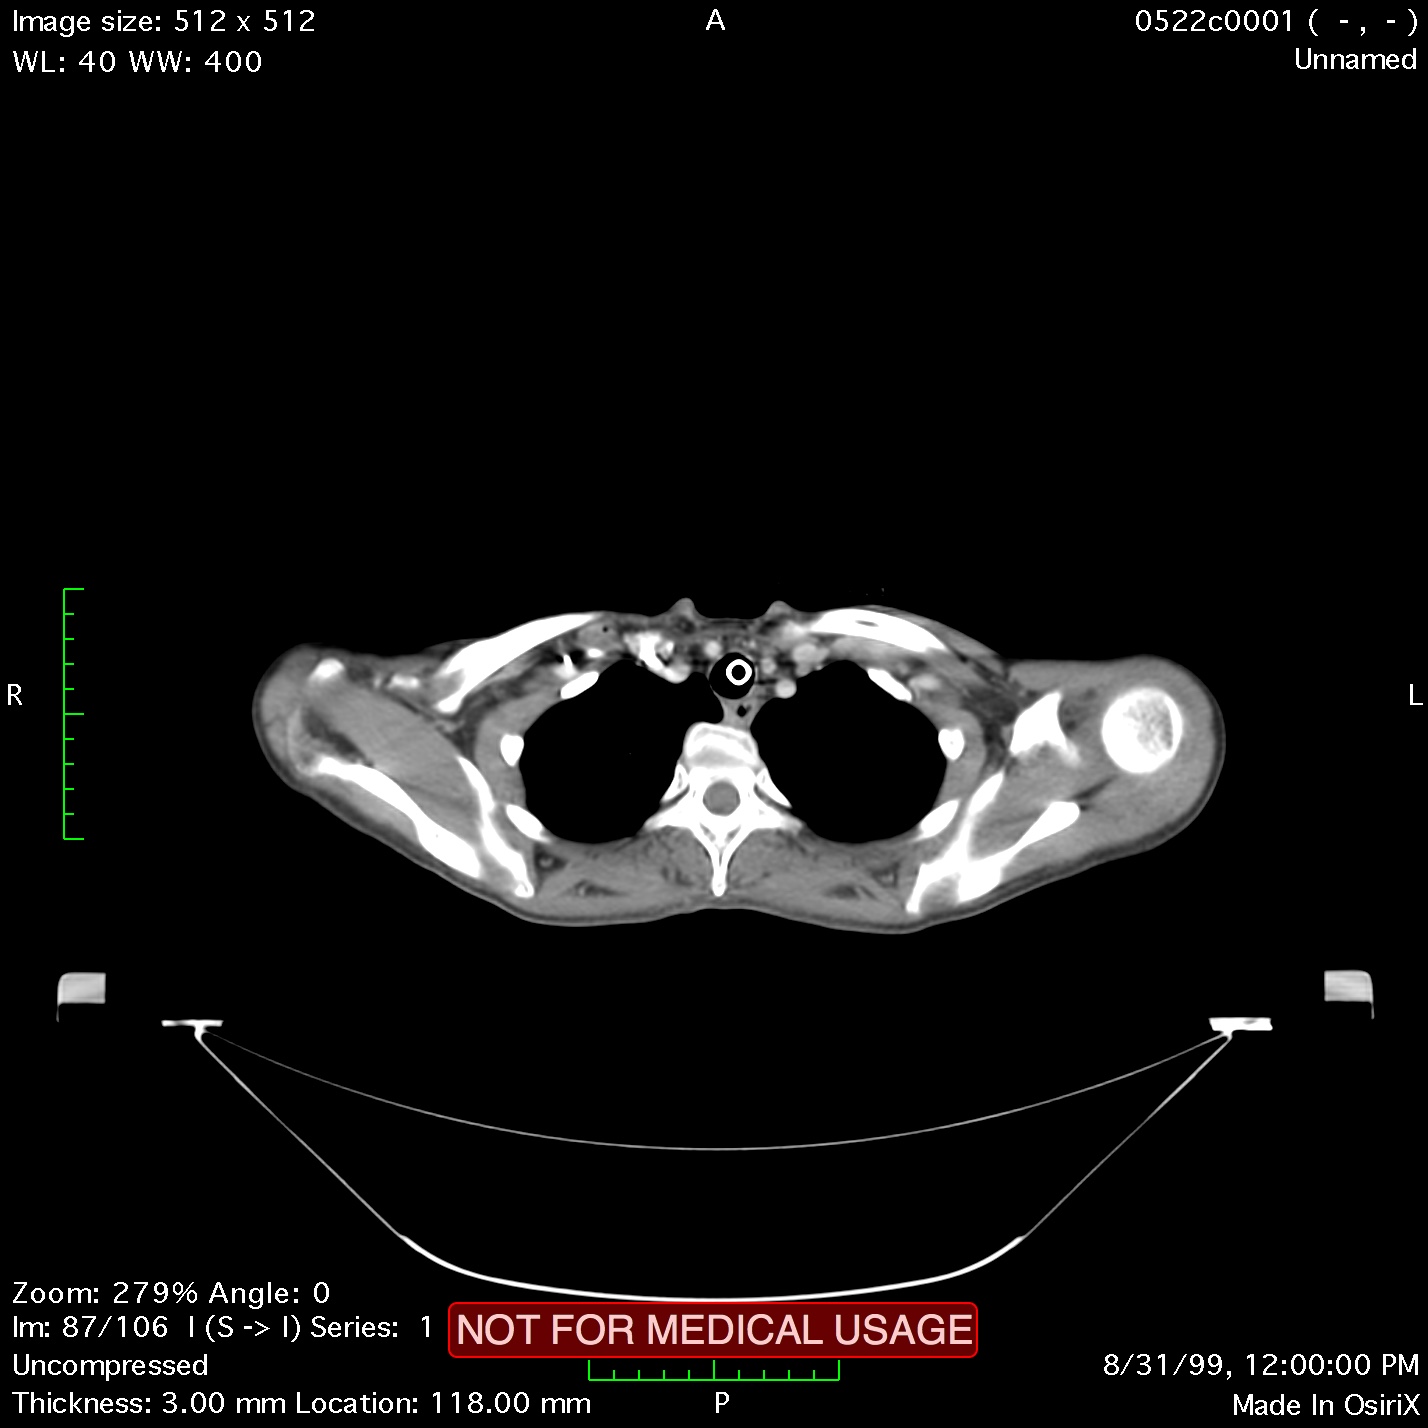 Image size: 512 x 512
WL: 40 WW: 400
A
0522c0001 ( - , - )
Unnamed
R
L
Zoom: 279% Angle: 0
Im: 87/106 I (S -> I) Series: 1
Uncompressed
Thickness: 3.00 mm Location: 118.00 mm
NOT FOR MEDICAL USAGE
P
8/31/99, 12:00:00 PM
Made In OsiriX